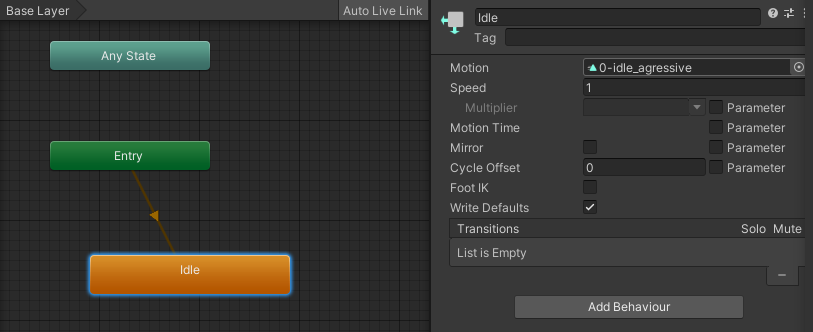 Base Layer
Auto Live Link
Any State
Entry
Idle
Idle
Tag
Motion
0-idle_agressive
Speed
1
Multiplier
Parameter
Motion Time
Parameter
Mirror
Parameter
Cycle Offset
0
Parameter
Foot IK
Write Defaults
Transitions
Solo Mute
List is Empty
Add Behaviour